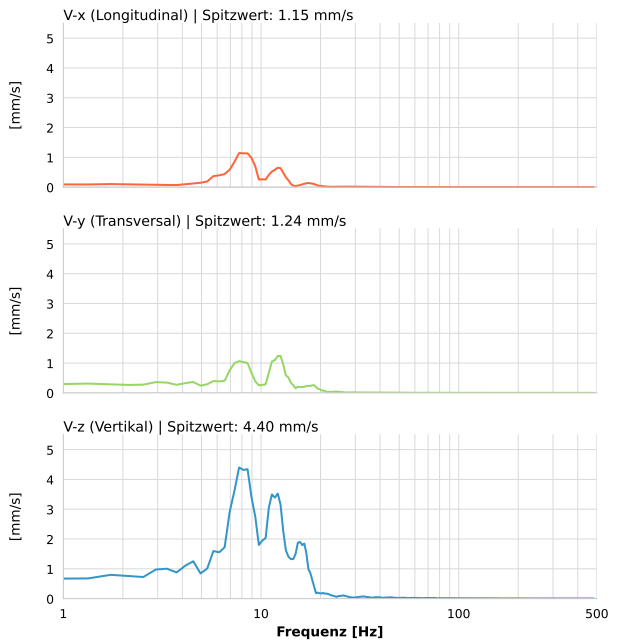 V-x (Longitudinal) | Spitzwert: 1.15 mm/s
5
4
[mm/s]
3
2
1
0
V-y (Transversal) | Spitzwert: 1.24 mm/s
5
4
[mm/s]
3
2
1
0
V-z (Vertikal) | Spitzwert: 4.40 mm/s
5
4
[mm/s]
3
2
1
0
1 10 100 500
Frequenz [Hz]